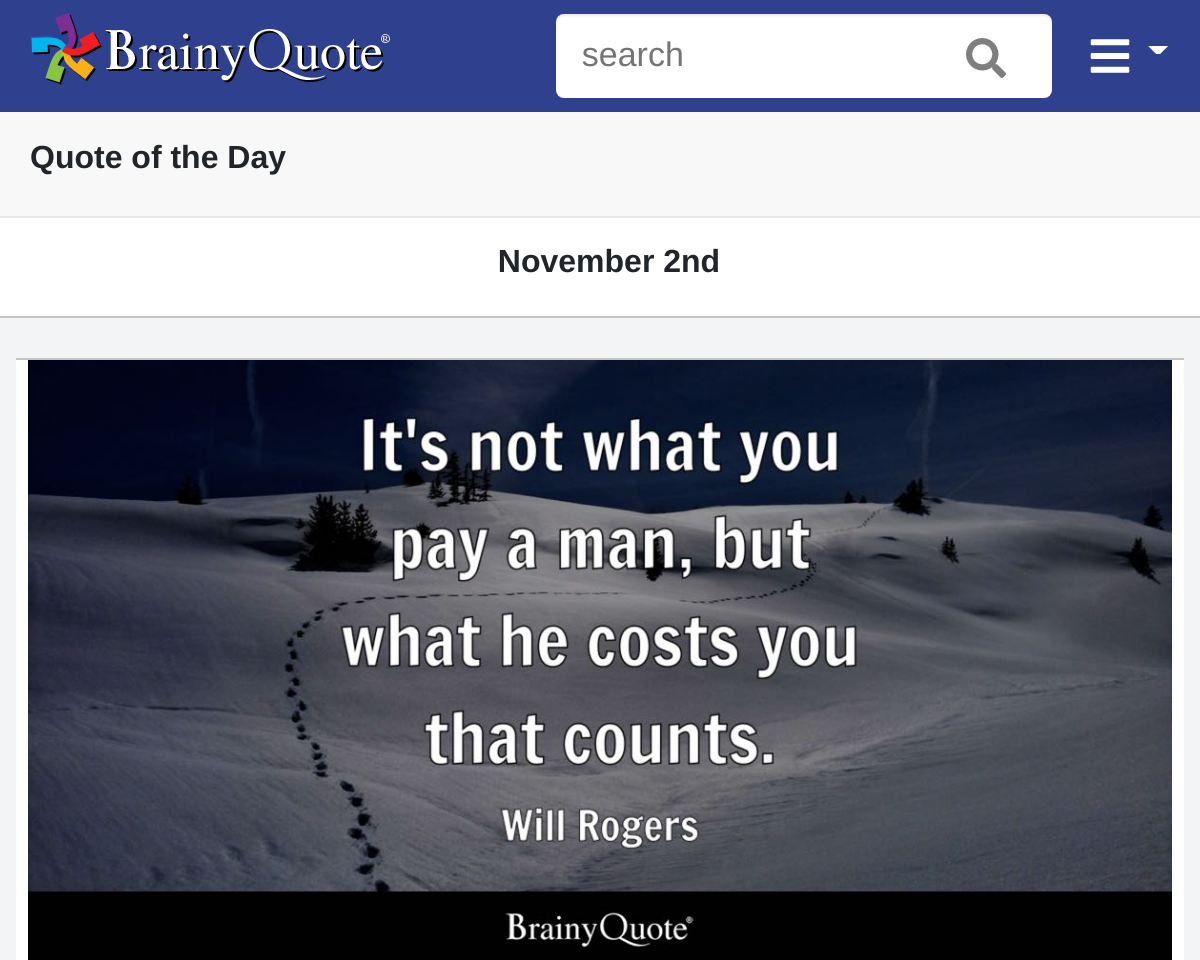 BrainyQuote®
search
Quote of the Day
November 2nd
It's not what you
pay a man, but
what he costs you
that counts.
Will Rogers
BrainyQuote®